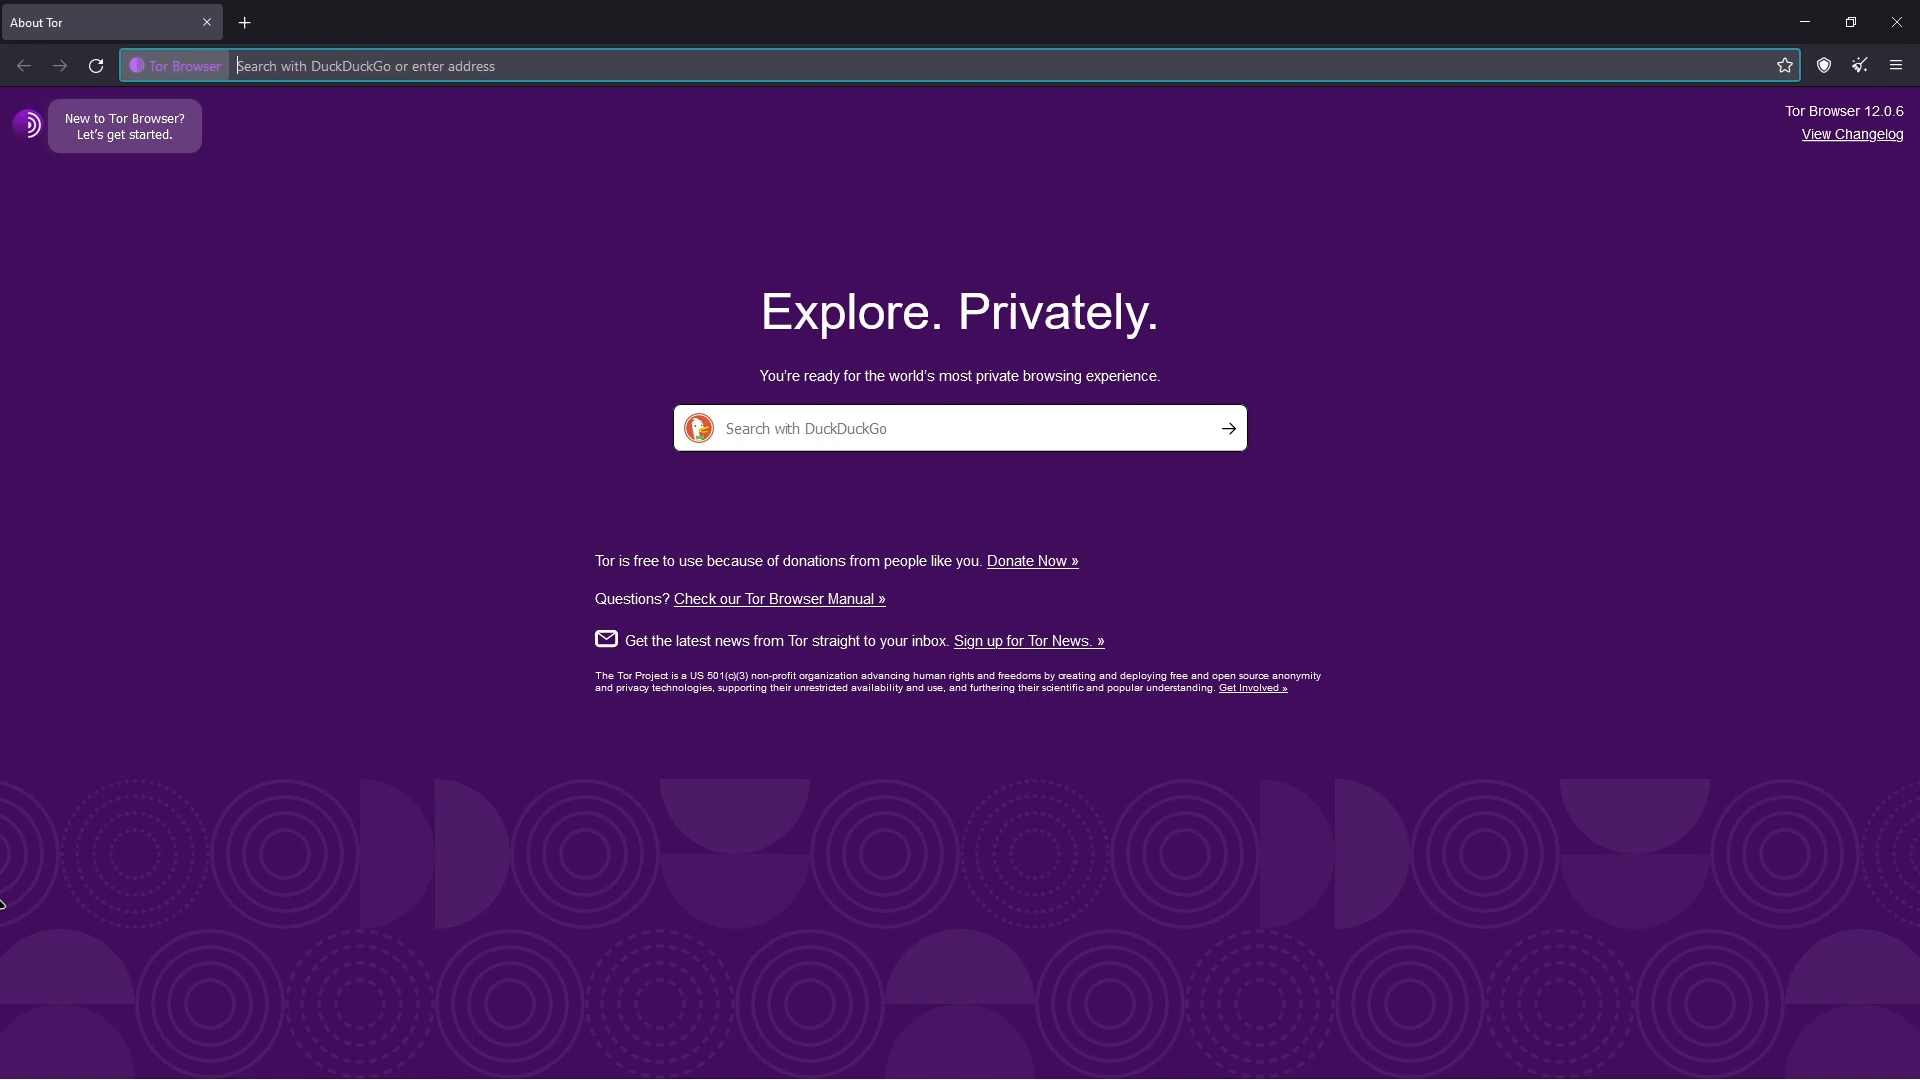 About Tor
Tor Browser
Search with DuckDuckGo or enter address
New to Tor Browser?
Let's get started.
Tor Browser 12.0.6
View Changelog
Explore. Privately.
You're ready for the world's most private browsing experience.
Search with DuckDuckGo
Tor is free to use because of donations from people like you. Donate Now »
Questions? Check our Tor Browser Manual »
Get the latest news from Tor straight to your inbox. Sign up for Tor News. »
The Tor Project is a US 501(c)(3) non-profit organization advancing human rights and freedoms by creating and deploying free and open source anonymity
and privacy technologies, supporting their unrestricted availability and use, and furthering their scientific and popular understanding. Get Involved »